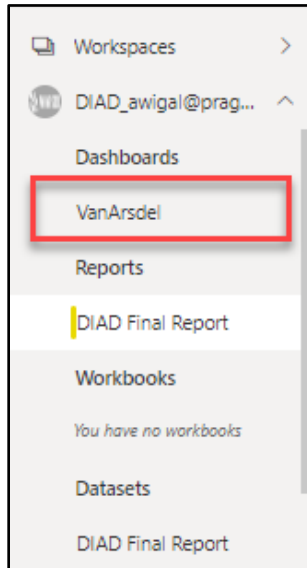 Workspaces
DIAD_awigal@prag...
Dashboards
VanArsdel
Reports
DIAD Final Report
Workbooks
You have no workbooks
Datasets
DIAD Final Report